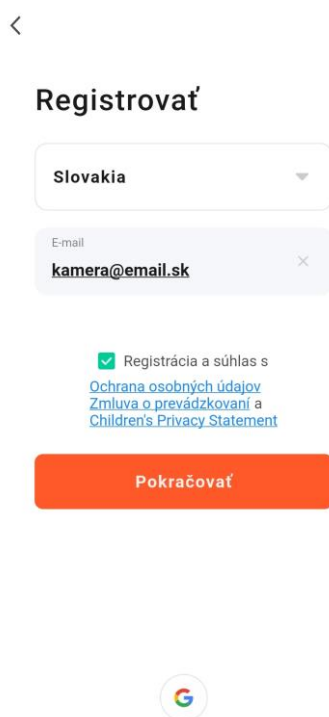 Registrovať
Slovakia
E-mail
kamera@email.sk
Registrácia a súhlas s
Ochrana osobných údajov
Zmluva o prevádzkovaní a
Children's Privacy Statement
Pokračovať